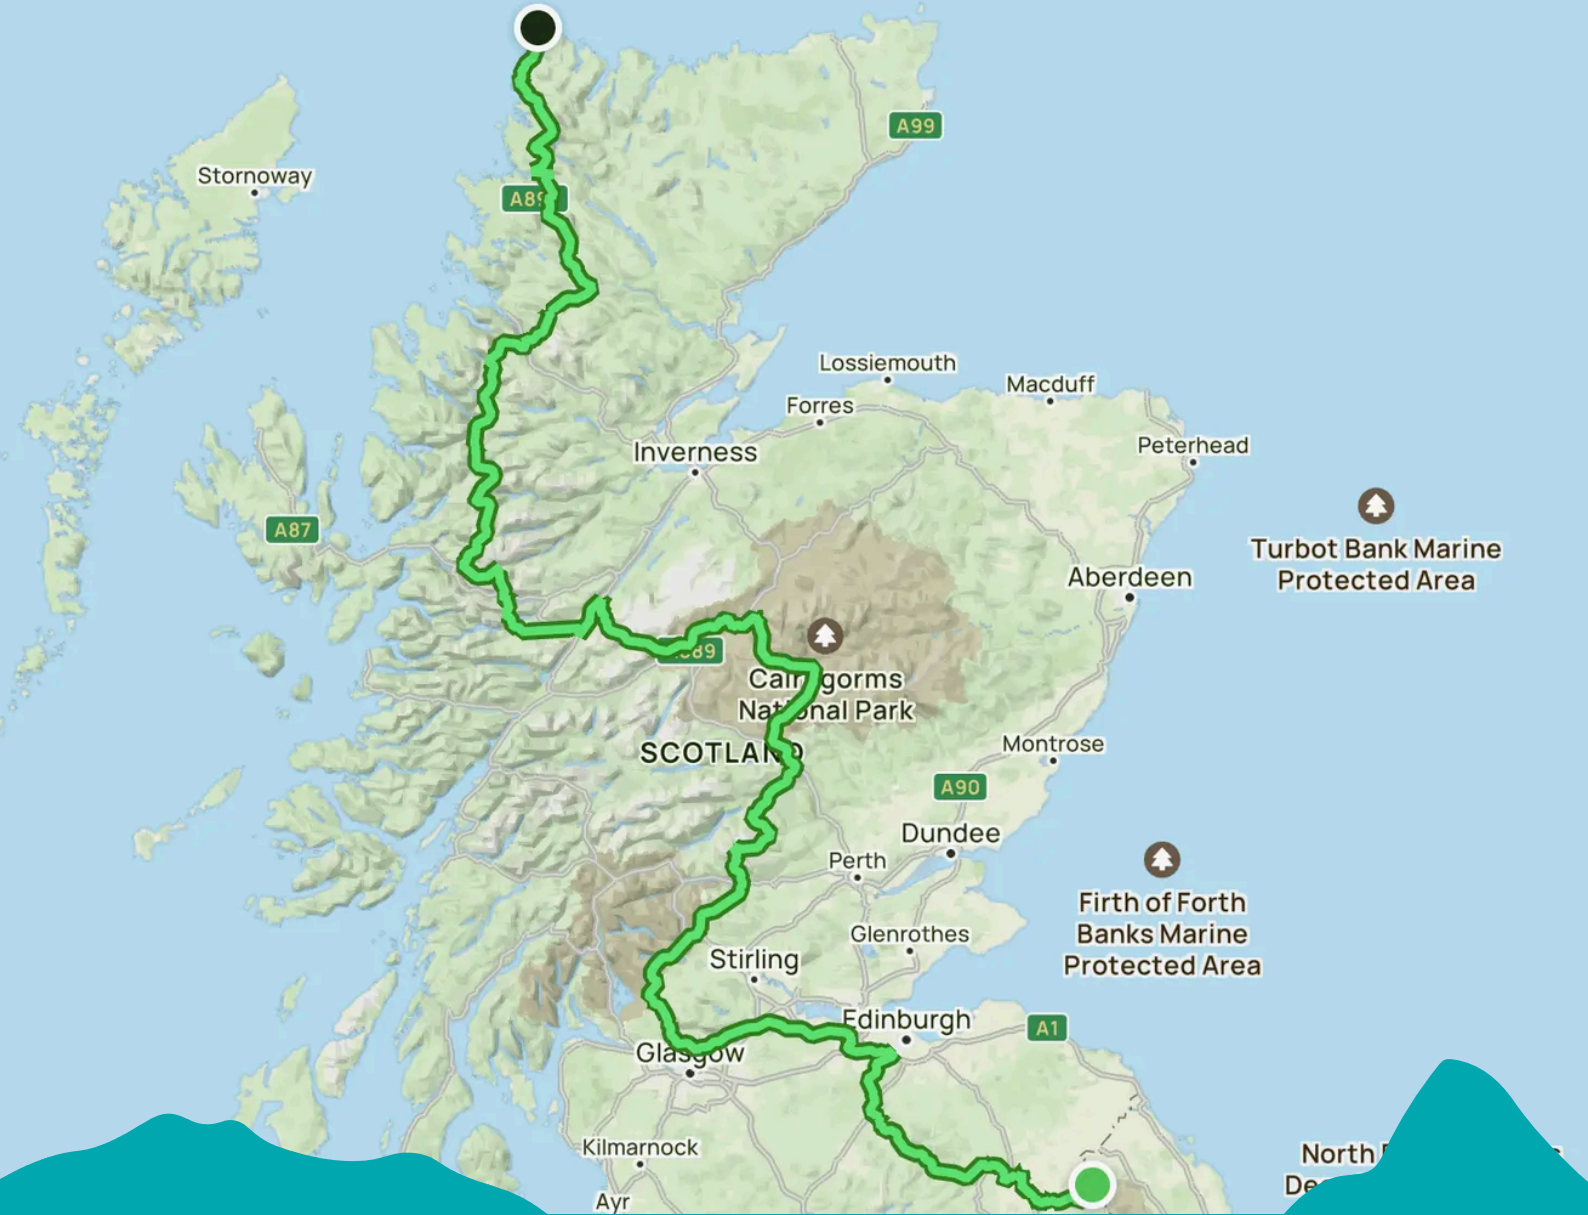 A99
Stornoway
A89
Lossiemouth
Macduff
Forres
Peterhead
Inverness
A87
Turbot Bank Marine
Protected Area
Aberdeen
Cairngorms
National Park
SCOTLAND
Montrose
A90
Dundee
Perth
Firth of Forth
Banks Marine
Protected Area
Glenrothes
Stirling
Edinburgh
A1
Glasgow
Kilmarnock
North
Ayr